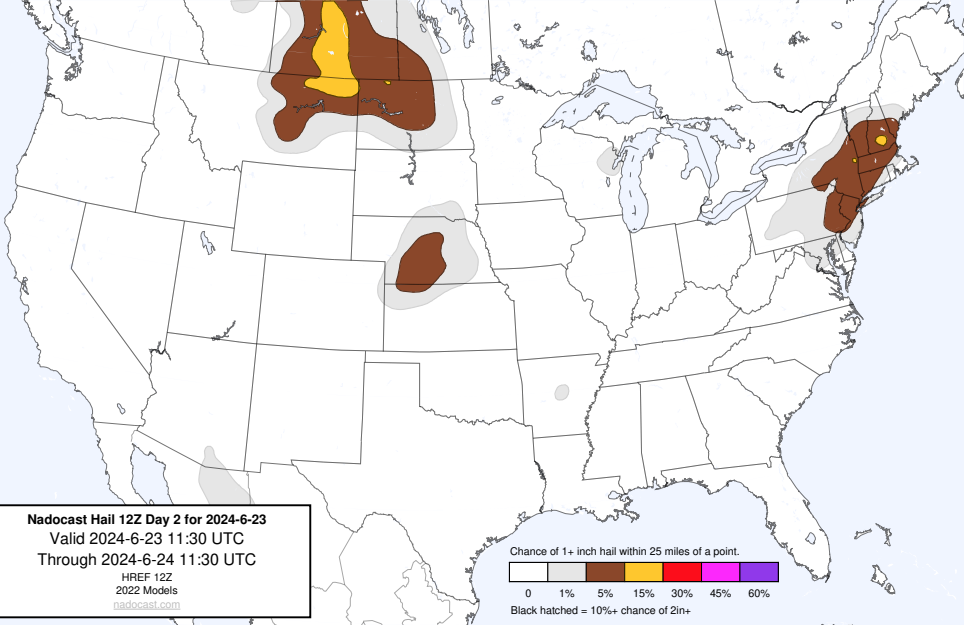 Nadocast Hail 12Z Day 2 for 2024-6-23
Valid 2024-6-23 11:30 UTC
Through 2024-6-24 11:30 UTC
HREF 12Z
2022 Models
nadocast.com
Chance of 1+ inch hail within 25 miles of a point.
0 1% 5% 15% 30% 45% 60%
Black hatched = 10%+ chance of 2in+